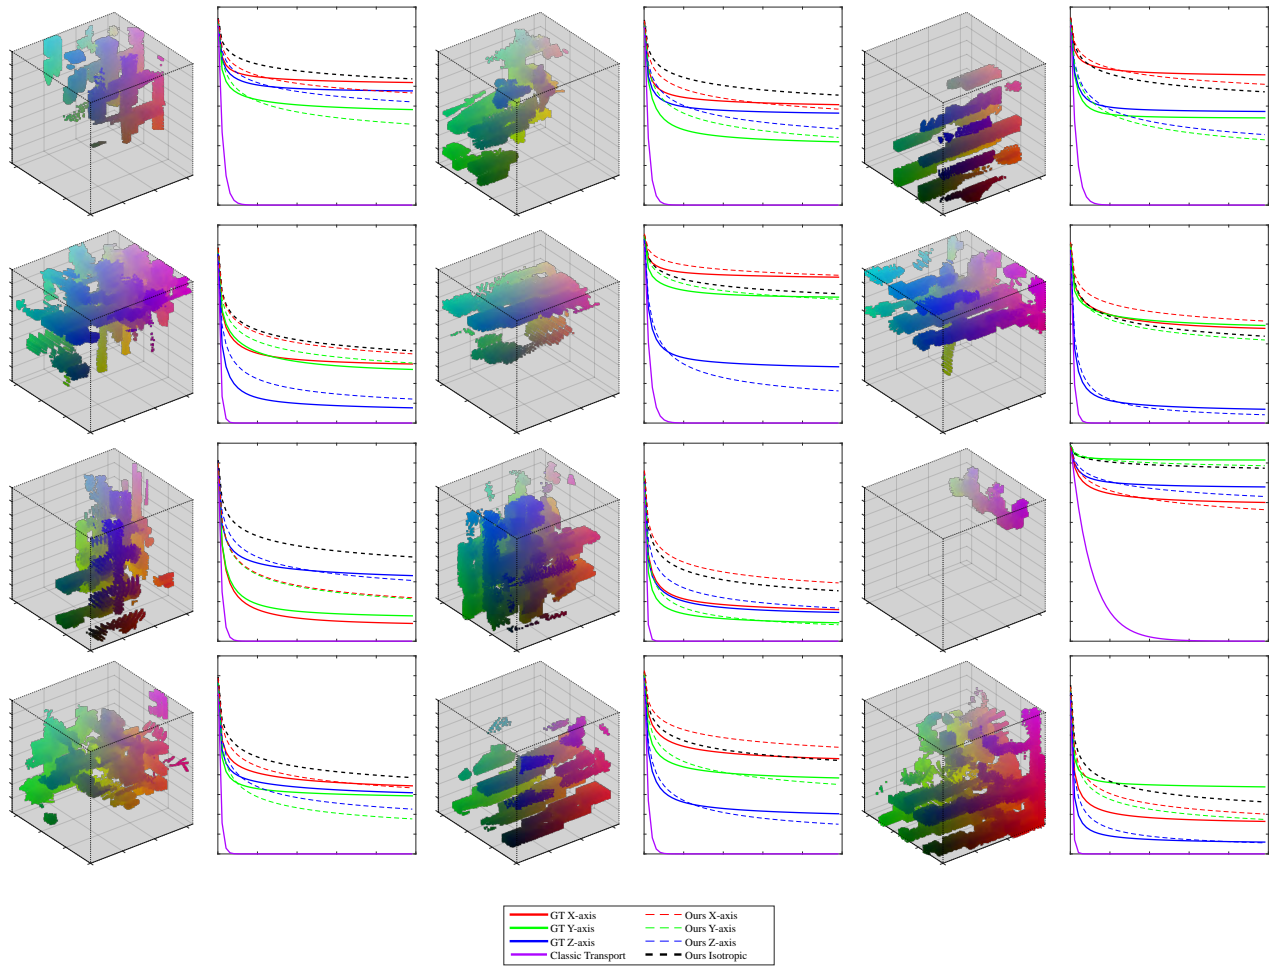 GT X-axis
GT Y-axis
GT Z-axis
Classic Transport
Ours X-axis
Ours Y-axis
Ours Z-axis
Ours Isotropic